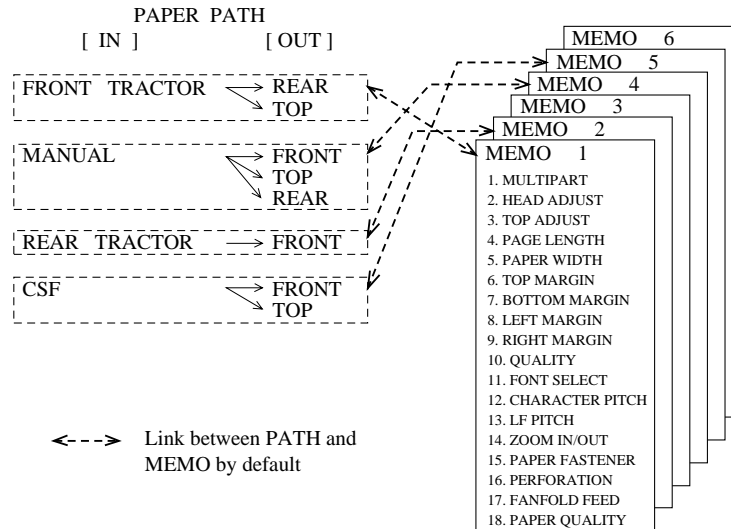 PAPER PATH
[ IN ] [ OUT ]
FRONT TRACTOR REAR
TOP
MANUAL FRONT
TOP
REAR
REAR TRACTOR FRONT
CSF FRONT
TOP
Link between PATH and
MEMO by default
MEMO 6
MEMO 5
MEMO 4
MEMO 3
MEMO 2
MEMO 1
1. MULTIPART
2. HEAD ADJUST
3. TOP ADJUST
4. PAGE LENGTH
5. PAPER WIDTH
6. TOP MARGIN
7. BOTTOM MARGIN
8. LEFT MARGIN
9. RIGHT MARGIN
10. QUALITY
11. FONT SELECT
12. CHARACTER PITCH
13. LF PITCH
14. ZOOM IN/OUT
15. PAPER FASTENER
16. PERFORATION
17. FANFOLD FEED
18. PAPER QUALITY